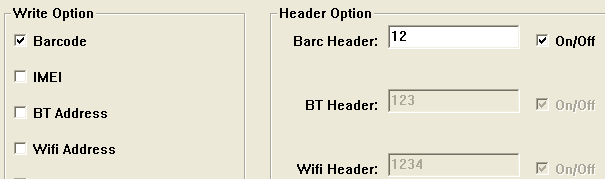 Write Option
Barcode
IMEI
BT Address
Wifi Address
Header Option
Barc Header: 12 On/Off
BT Header: 123 On/Off
Wifi Header: 1234 On/Off